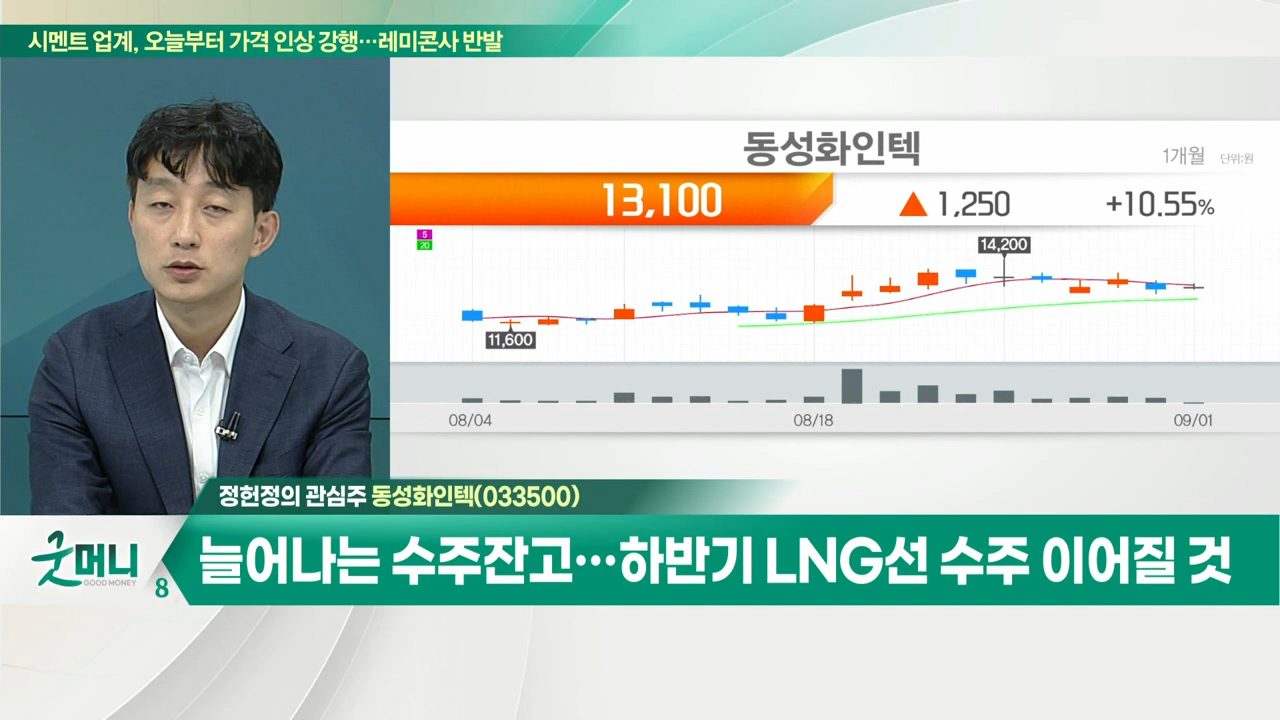 시멘트 업계, 오늘부터 가격 인상 강행…레미콘사 반발
동성화인텍
1개월 단위:원
13,100 ▲ 1,250 +10.55%
5
20
14,200
11,600
08/04 08/18 09/01
정헌정의 관심주 동성화인텍(033500)
굿머니
GOOD MONEY
8
늘어나는 수주잔고…하반기 LNG선 수주 이어질 것